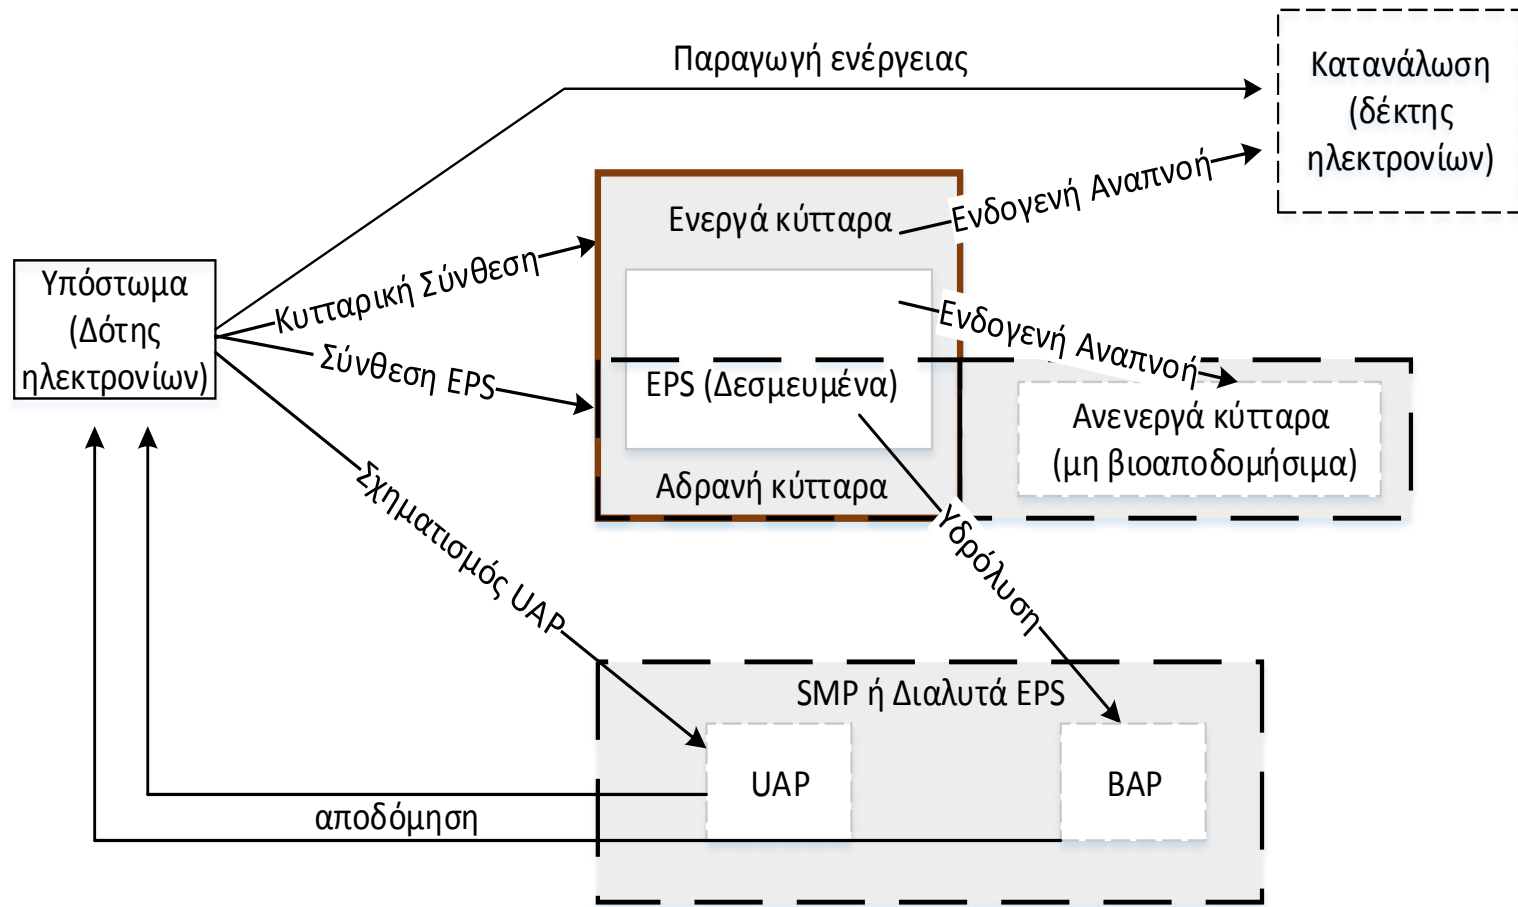 Παραγωγή ενέργειας
Κατανάλωση
(δέκτης
ηλεκτρονίων)
Ενδογενή Αναπνοή
Ενεργά κύτταρα
Κυτταρική Σύνθεση
Υπόστωμα
(Δότης
ηλεκτρονίων)
Ενδογενή Αναπνοή
Σύνθεση EPS
EPS (Δεσμευμένα)
Ανενεργά κύτταρα
(μη βιοαποδομήσιμα)
Αδρανή κύτταρα
Σχηματισμός UAP
Υδρόλυση
SMP ή Διαλυτά EPS
UAP
BAP
αποδόμηση